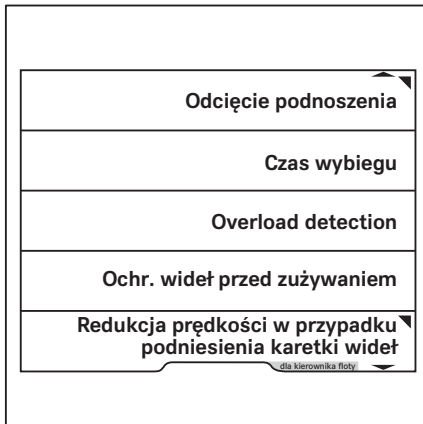 Odcięcie podnoszenia
Czas wybiegu
Overload detection
Ochr. wideł przed zużywaniem
Redukcja prędkości w przypadku
podniesienia karetki wideł
dla kierownika floty